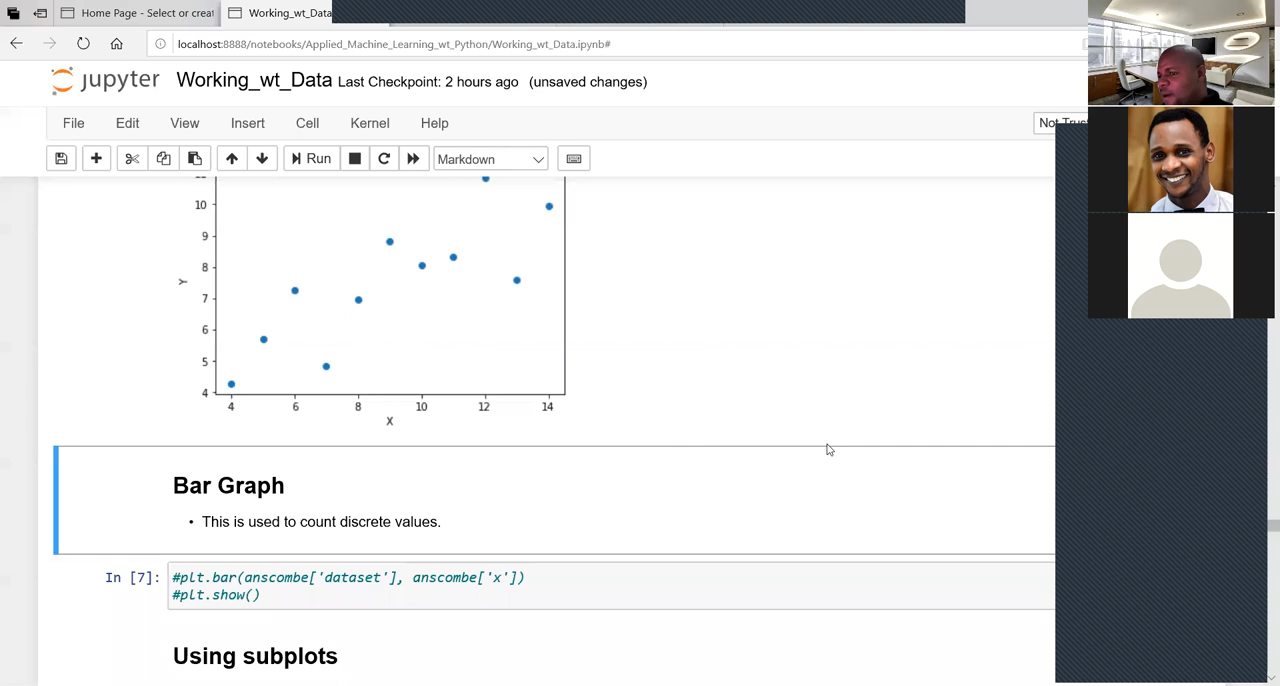 Home Page - Select or creat
Working_wt_Data
localhost:8888/notebooks/Applied_Machine_Learning_wt_Python/Working_wt_Data.ipynb#
jupyter Working_wt_Data Last Checkpoint: 2 hours ago (unsaved changes)
File Edit View Insert Cell Kernel Help
Not Trust
Run Markdown
10
9
8
7
6
5
4
Y
4 6 8 10 12 14
X
Bar Graph
• This is used to count discrete values.
In [7]: #plt.bar(anscombe['dataset'], anscombe['x'])
#plt.show()
Using subplots